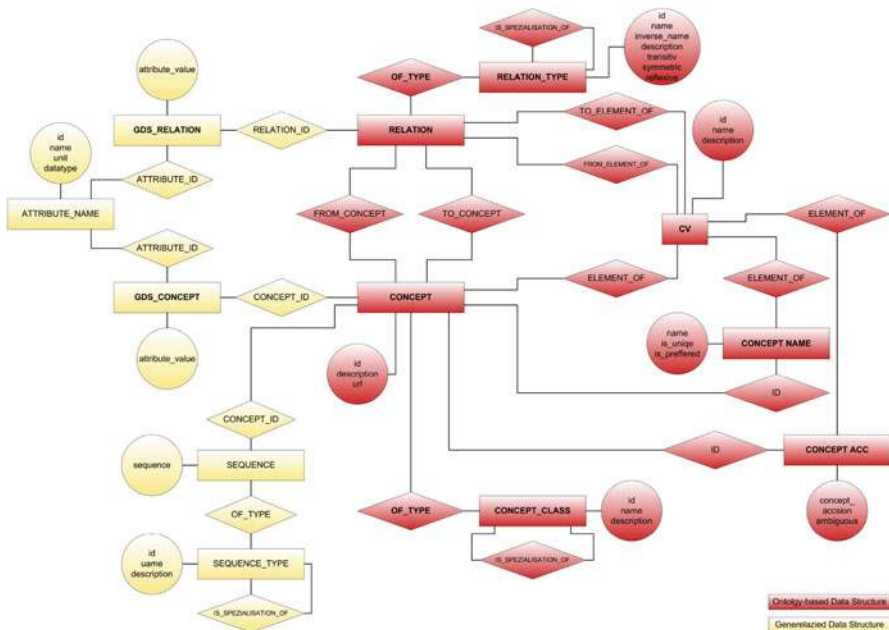 IS_SPEZIALISATION_OF
id
name
inverse_name
description
transitiv
symmetric
reflexive
attribute_value
OF_TYPE
RELATION_TYPE
TO_ELEMENT_OF
GDS_RELATION
RELATION_ID
RELATION
id
name
description
id
name
unit
datatype
FROM_ELEMENT_OF
ATTRIBUTE_ID
ATTRIBUTE_NAME
FROM_CONCEPT
TO_CONCEPT
ELEMENT_OF
CV
ATTRIBUTE_ID
ELEMENT_OF
ELEMENT_OF
GDS_CONCEPT
CONCEPT_ID
CONCEPT
name
is_uniqe
is_preffered
CONCEPT NAME
attribute_value
id
description
url
ID
CONCEPT_ID
ID
CONCEPT ACC
sequence
SEQUENCE
OF_TYPE
OF_TYPE
CONCEPT_CLASS
id
name
description
concept_
accsion
ambiguous
id
uame
description
SEQUENCE_TYPE
IS_SPEZIALISATION_OF
IS_SPEZIALISATION_OF
Ontolgy-based Data Structure
Generelazied Data Structure